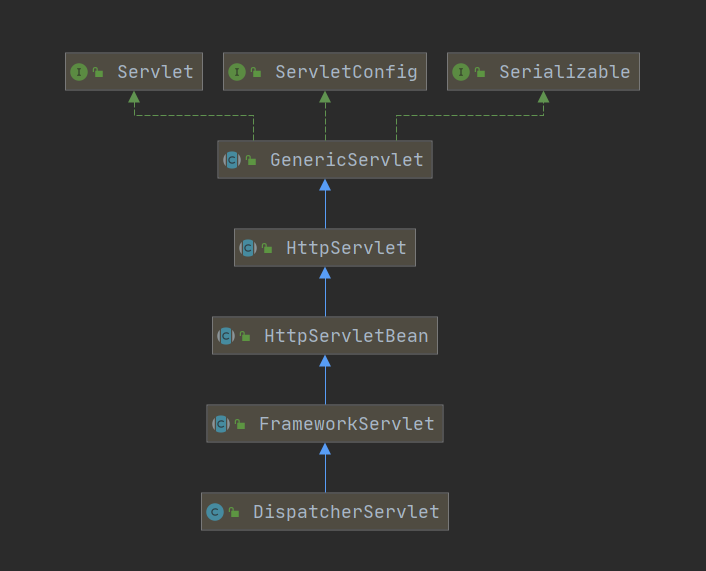 Servlet ServletConfig Serializable
GenericServlet
HttpServlet
HttpServletBean
FrameworkServlet
DispatcherServlet